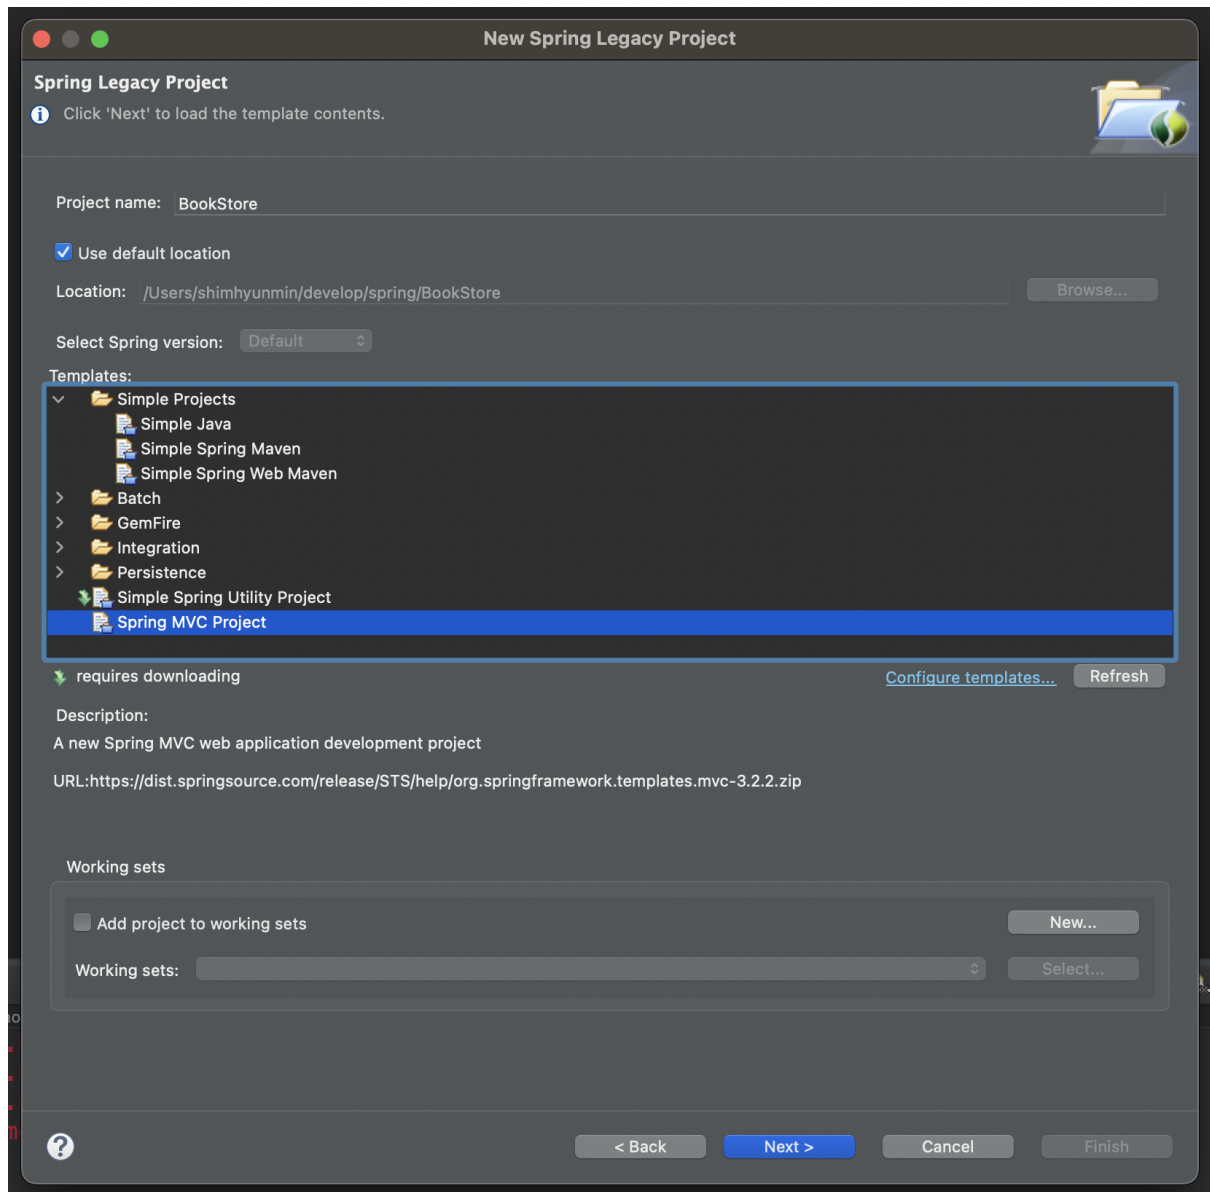 New Spring Legacy Project
Spring Legacy Project
Click 'Next' to load the template contents.
Project name: BookStore
Use default location
Location: /Users/shimhyunmin/develop/spring/BookStore Browse...
Select Spring version: Default
Templates:
Simple Projects
Simple Java
Simple Spring Maven
Simple Spring Web Maven
Batch
GemFire
Integration
Persistence
Simple Spring Utility Project
Spring MVC Project
requires downloading Configure templates... Refresh
Description:
A new Spring MVC web application development project
URL:https://dist.springsource.com/release/STS/help/org.springframework.templates.mvc-3.2.2.zip
Working sets
Add project to working sets New...
Working sets: Select...
? < Back Next > Cancel Finish